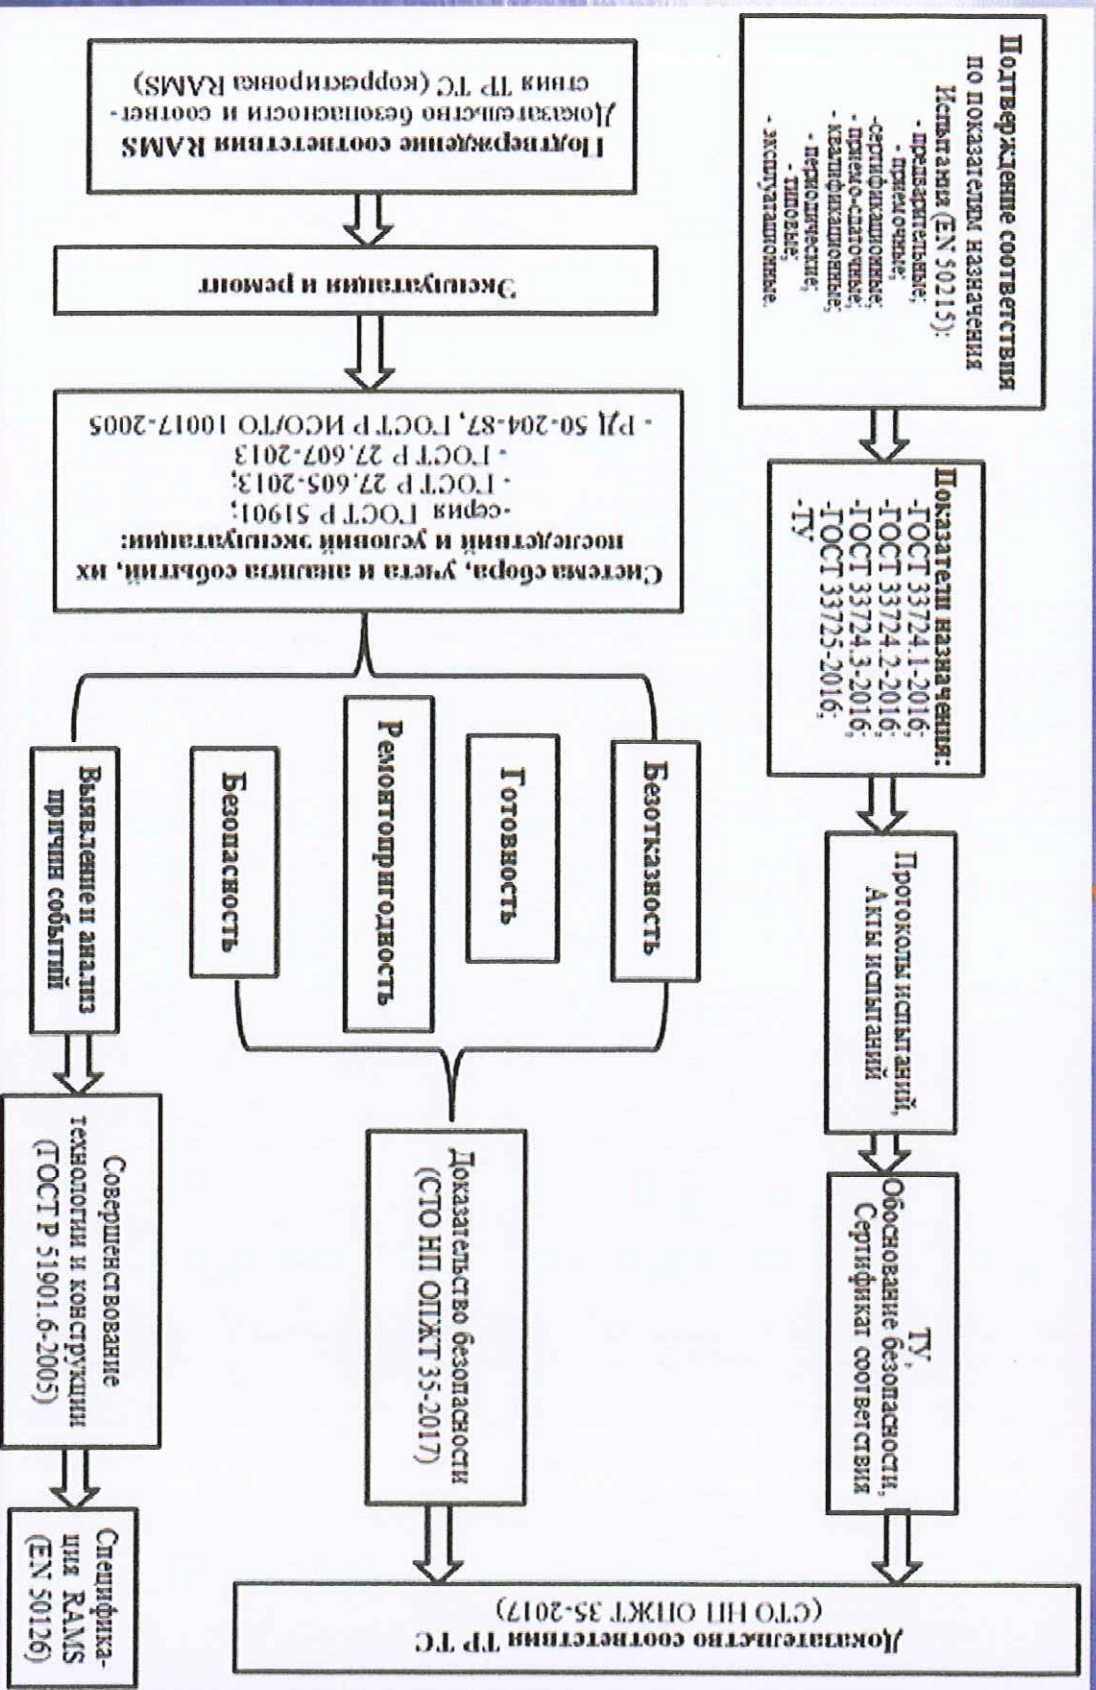 Подтверждение соответствия
по показателям назначения
Испытания (EN 50215):
- предварительные;
- приемочные;
-сертификационные;
- приемо-сдаточные;
- квалификационные;
- периодические;
- типовые;
- эксплуатационные.
Показатели назначения:
-ГОСТ 33724.1-2016;
-ГОСТ 33724.2-2016;
-ГОСТ 33724.3-2016;
-ГОСТ 33725-2016;
-ТУ
Протоколы испытаний,
Акты испытаний
ТУ,
Обоснование безопасности,
Сертификат соответствия
Доказательство соответствия ТР ТС
(СТО НП ОПЖТ 35-2017)
Подтверждение соответствия RAMS
Доказательство безопасности и соответ-
ствия ТР ТС (корректировка RAMS)
Эксплуатация и ремонт
Система сбора, учета и анализа событий, их
последствий и условий эксплуатации:
-серия ГОСТ Р 51901;
- ГОСТ Р 27.605-2013;
- ГОСТ Р 27.607-2013
- РД 50-204-87, ГОСТ Р ИСО/ТО 10017-2005
Безотказность
Готовность
Ремонтопригодность
Безопасность
Доказательство безопасности
(СТО НП ОПЖТ 35-2017)
Выявление и анализ
причин событий
Совершенствование
технологии и конструкции
(ГОСТ Р 51901.6-2005)
Специфика-
ция RAMS
(EN 50126)